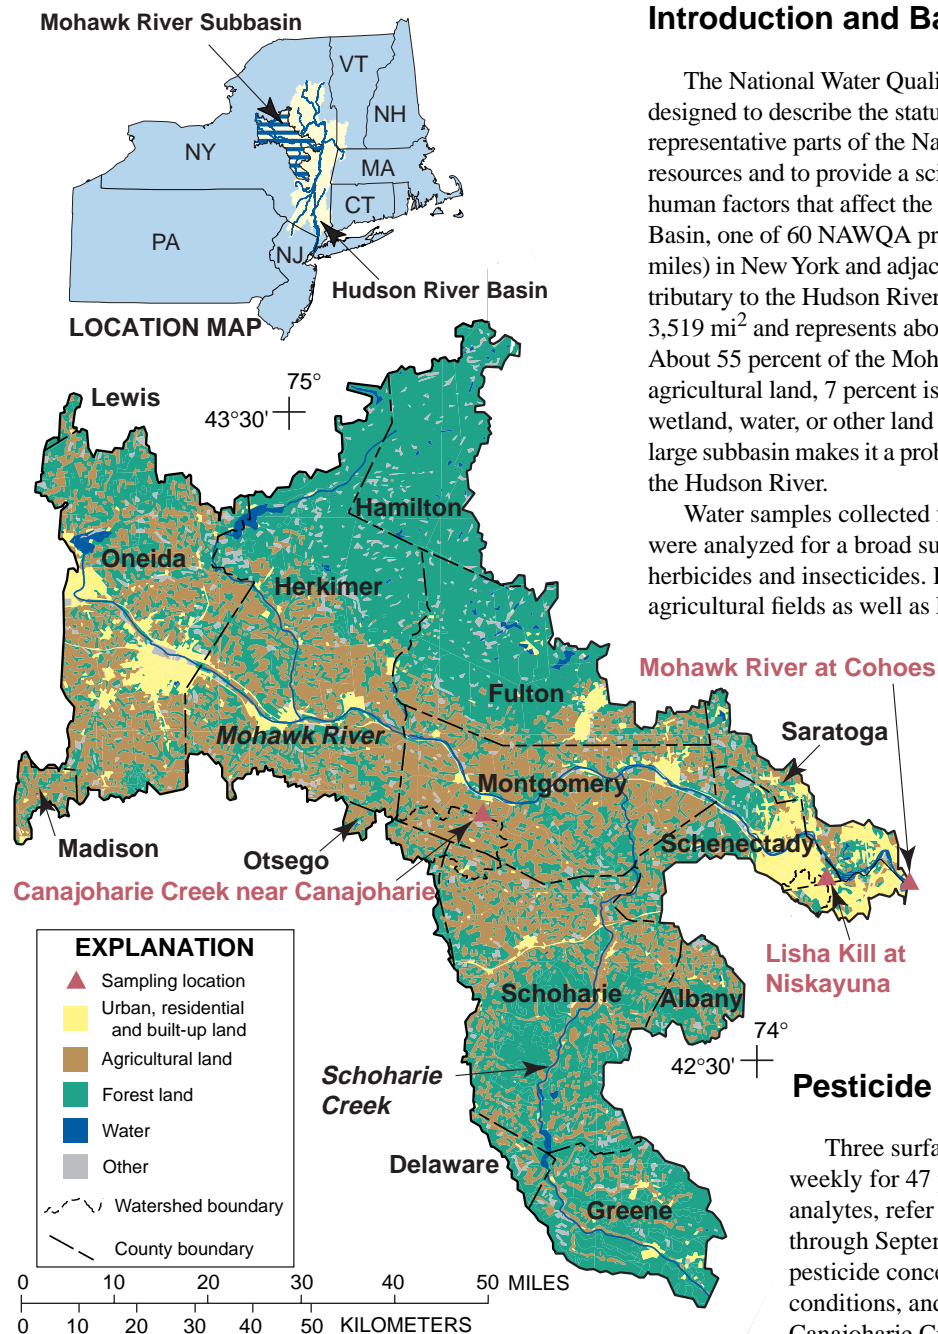 Mohawk River Subbasin
VT
NH
NY
MA
CT
PA
NJ
Hudson River Basin
LOCATION MAP
75°
43°30'
Lewis
Hamilton
Oneida
Herkimer
Fulton
Mohawk River at Cohoes
Saratoga
Mohawk River
Montgomery
Schenectady
Madison
Otsego
Canajoharie Creek near Canajoharie
Lisha Kill at
Niskayuna
Schoharie
Albany
74°
42°30'
Schoharie
Creek
Delaware
Greene
EXPLANATION
Sampling location
Urban, residential
and built-up land
Agricultural land
Forest land
Water
Other
Watershed boundary
County boundary
0 10 20 30 40 50 MILES
0 10 20 30 40 50 KILOMETERS
Introduction and Ba
The National Water Quali
designed to describe the statu
representative parts of the Na
resources and to provide a sci
human factors that affect the
Basin, one of 60 NAWQA pr
miles) in New York and adjac
tributary to the Hudson River
3,519 mi2 and represents abo
About 55 percent of the Moh
agricultural land, 7 percent is
wetland, water, or other land
large subbasin makes it a prob
the Hudson River.
Water samples collected
were analyzed for a broad su
herbicides and insecticides.
agricultural fields as well as
Pesticide
Three surfa
weekly for 47
analytes, refer
through Septem
pesticide conce
conditions, and
Canajoharie C